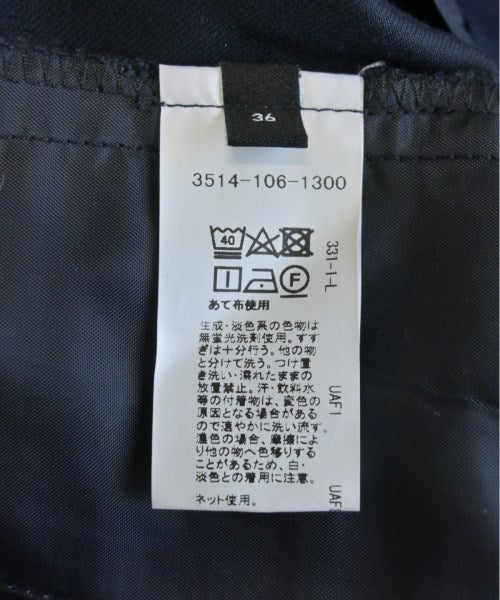 36
3514-106-1300
40
F
あて布使用
生成・淡色系の色物は
無蛍光洗剤使用。すす
ぎは十分行う。他の物
と分けて洗う。つけ置
き洗い・濡れたままの
放置禁止。汗・飲料水
等の付着物は、変色の
原因となる場合がある
ので速やかに洗い流す。
濃色の場合、摩擦によ
り他の物へ色移りする
ことがあるため、白・
淡色との着用に注意。
ネット使用。
331-1-L
UAF1